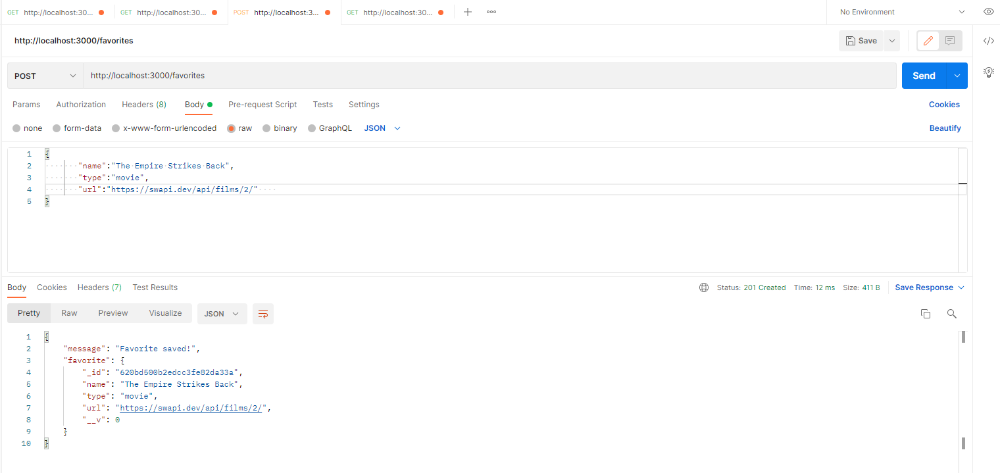 GET http://localhost:30... GET http://localhost:30... POST http://localhost:3... GET http://localhost:30... No Environment
http://localhost:3000/favorites Save
POST http://localhost:3000/favorites Send
Params Authorization Headers (8) Body Pre-request Script Tests Settings Cookies
none form-data x-www-form-urlencoded raw binary GraphQL JSON Beautify
1 {
2 "name":"The Empire Strikes Back",
3 "type":"movie",
4 "url":"https://swapi.dev/api/films/2/"
5 }
Body Cookies Headers (7) Test Results Status: 201 Created Time: 12 ms Size: 411 B Save Response
Pretty Raw Preview Visualize JSON
1 {
2 "message": "Favorite saved!",
3 "favorite": {
4 "_id": "620bd500b2edcc3fe82da33a",
5 "name": "The Empire Strikes Back",
6 "type": "movie",
7 "url": "https://swapi.dev/api/films/2/",
8 "__v": 0
9 }
10 }